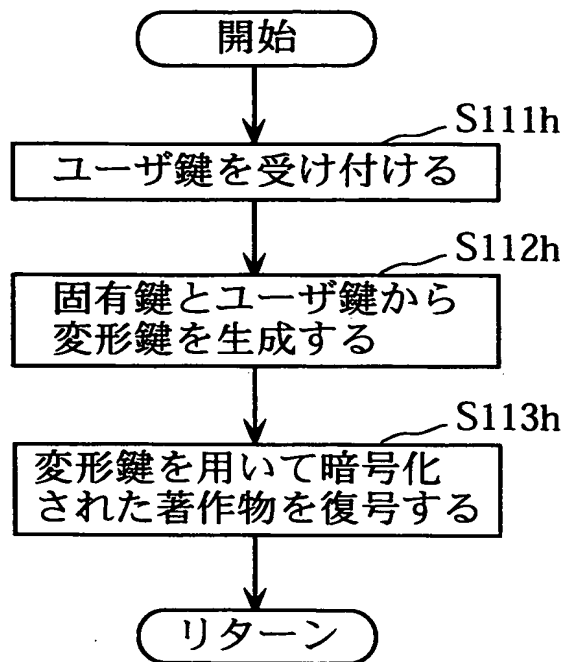 開始
S111h
ユーザ鍵を受け付ける
S112h
固有鍵とユーザ鍵から
変形鍵を生成する
S113h
変形鍵を用いて暗号化
された著作物を復号する
リターン